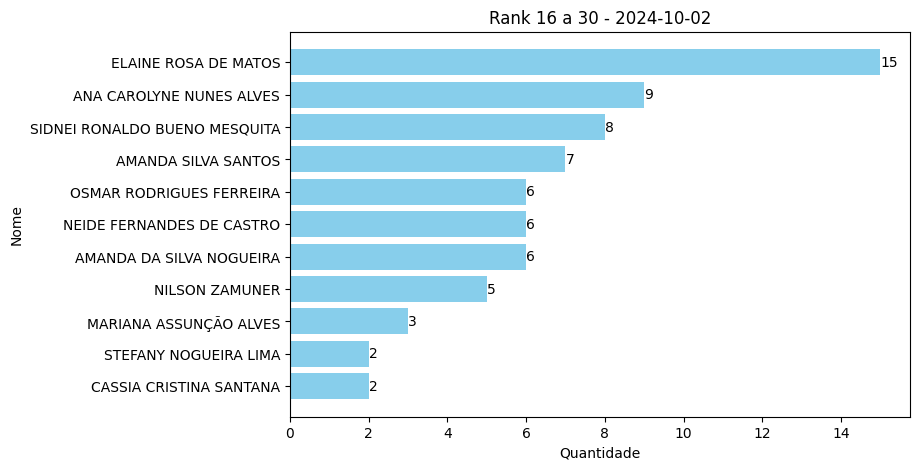 Rank 16 a 30 - 2024-10-02
ELAINE ROSA DE MATOS 15
ANA CAROLYNE NUNES ALVES 9
SIDNEI RONALDO BUENO MESQUITA 8
AMANDA SILVA SANTOS 7
OSMAR RODRIGUES FERREIRA 6
NEIDE FERNANDES DE CASTRO 6
AMANDA DA SILVA NOGUEIRA 6
NILSON ZAMUNER 5
MARIANA ASSUNÇÃO ALVES 3
STEFANY NOGUEIRA LIMA 2
CASSIA CRISTINA SANTANA 2
Nome
0 2 4 6 8 10 12 14
Quantidade